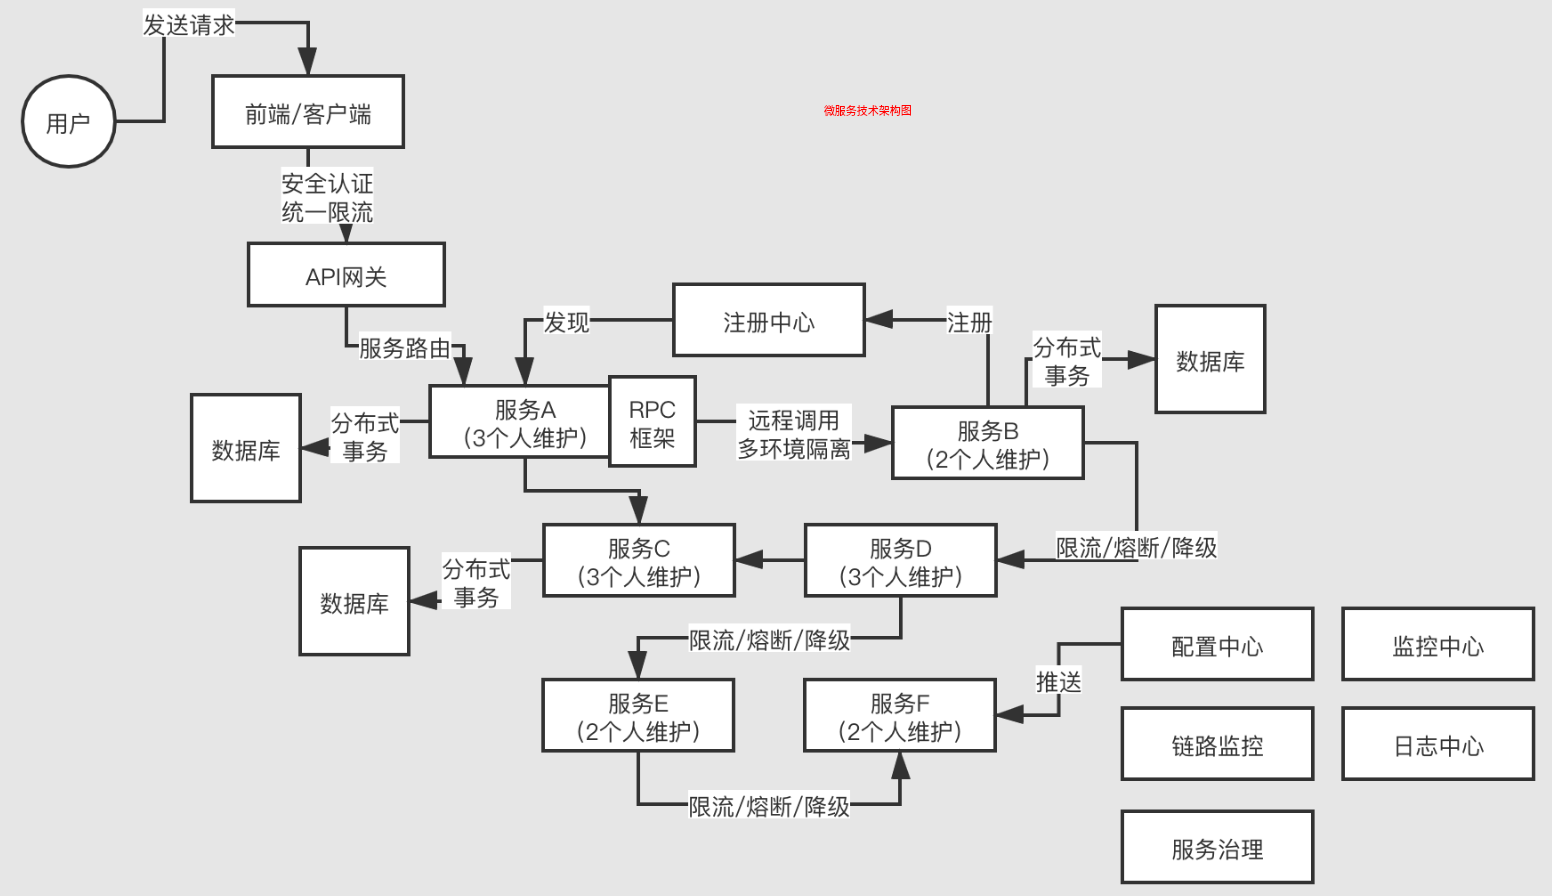 发送请求
用户
前端/客户端
微服务技术架构图
安全认证
统一限流
API网关
服务路由
发现
注册中心
注册
分布式
事务
数据库
数据库
分布式
事务
服务A
(3个人维护)
RPC
框架
远程调用
多环境隔离
服务B
(2个人维护)
限流/熔断/降级
数据库
分布式
事务
服务C
(3个人维护)
服务D
(3个人维护)
限流/熔断/降级
服务E
(2个人维护)
服务F
(2个人维护)
限流/熔断/降级
推送
配置中心
监控中心
链路监控
日志中心
服务治理